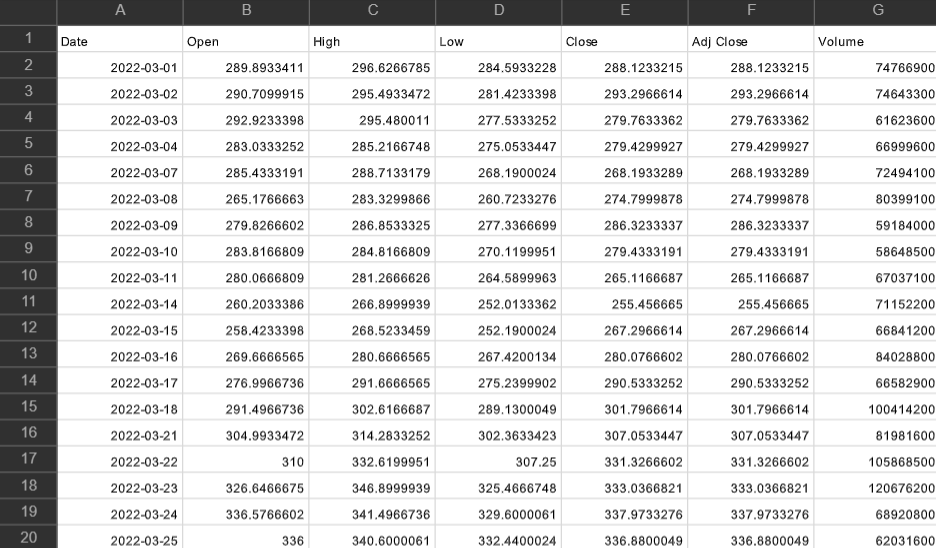 A B C D E F G
1 Date Open High Low Close Adj Close Volume
2 2022-03-01 289.8933411 296.6266785 284.5933228 288.1233215 288.1233215 74766900
3 2022-03-02 290.7099915 295.4933472 281.4233398 293.2966614 293.2966614 74643300
4 2022-03-03 292.9233398 295.480011 277.5333252 279.7633362 279.7633362 61623600
5 2022-03-04 283.0333252 285.2166748 275.0533447 279.4299927 279.4299927 66999600
6 2022-03-07 285.4333191 288.7133179 268.1900024 268.1933289 268.1933289 72494100
7 2022-03-08 265.1766663 283.3299866 260.7233276 274.7999878 274.7999878 80399100
8 2022-03-09 279.8266602 286.8533325 277.3366699 286.3233337 286.3233337 59184000
9 2022-03-10 283.8166809 284.8166809 270.1199951 279.4333191 279.4333191 58648500
10 2022-03-11 280.0666809 281.2666626 264.5899963 265.1166687 265.1166687 67037100
11 2022-03-14 260.2033386 266.8999939 252.0133362 255.456665 255.456665 71152200
12 2022-03-15 258.4233398 268.5233459 252.1900024 267.2966614 267.2966614 66841200
13 2022-03-16 269.6666565 280.6666565 267.4200134 280.0766602 280.0766602 84028800
14 2022-03-17 276.9966736 291.6666565 275.2399902 290.5333252 290.5333252 66582900
15 2022-03-18 291.4966736 302.6166687 289.1300049 301.7966614 301.7966614 100414200
16 2022-03-21 304.9933472 314.2833252 302.3633423 307.0533447 307.0533447 81981600
17 2022-03-22 310 332.6199951 307.25 331.3266602 331.3266602 105868500
18 2022-03-23 326.6466675 346.8999939 325.4666748 333.0366821 333.0366821 120676200
19 2022-03-24 336.5766602 341.4966736 329.6000061 337.9733276 337.9733276 68920800
20 2022-03-25 336 340.6000061 332.4400024 336.8800049 336.8800049 62031600